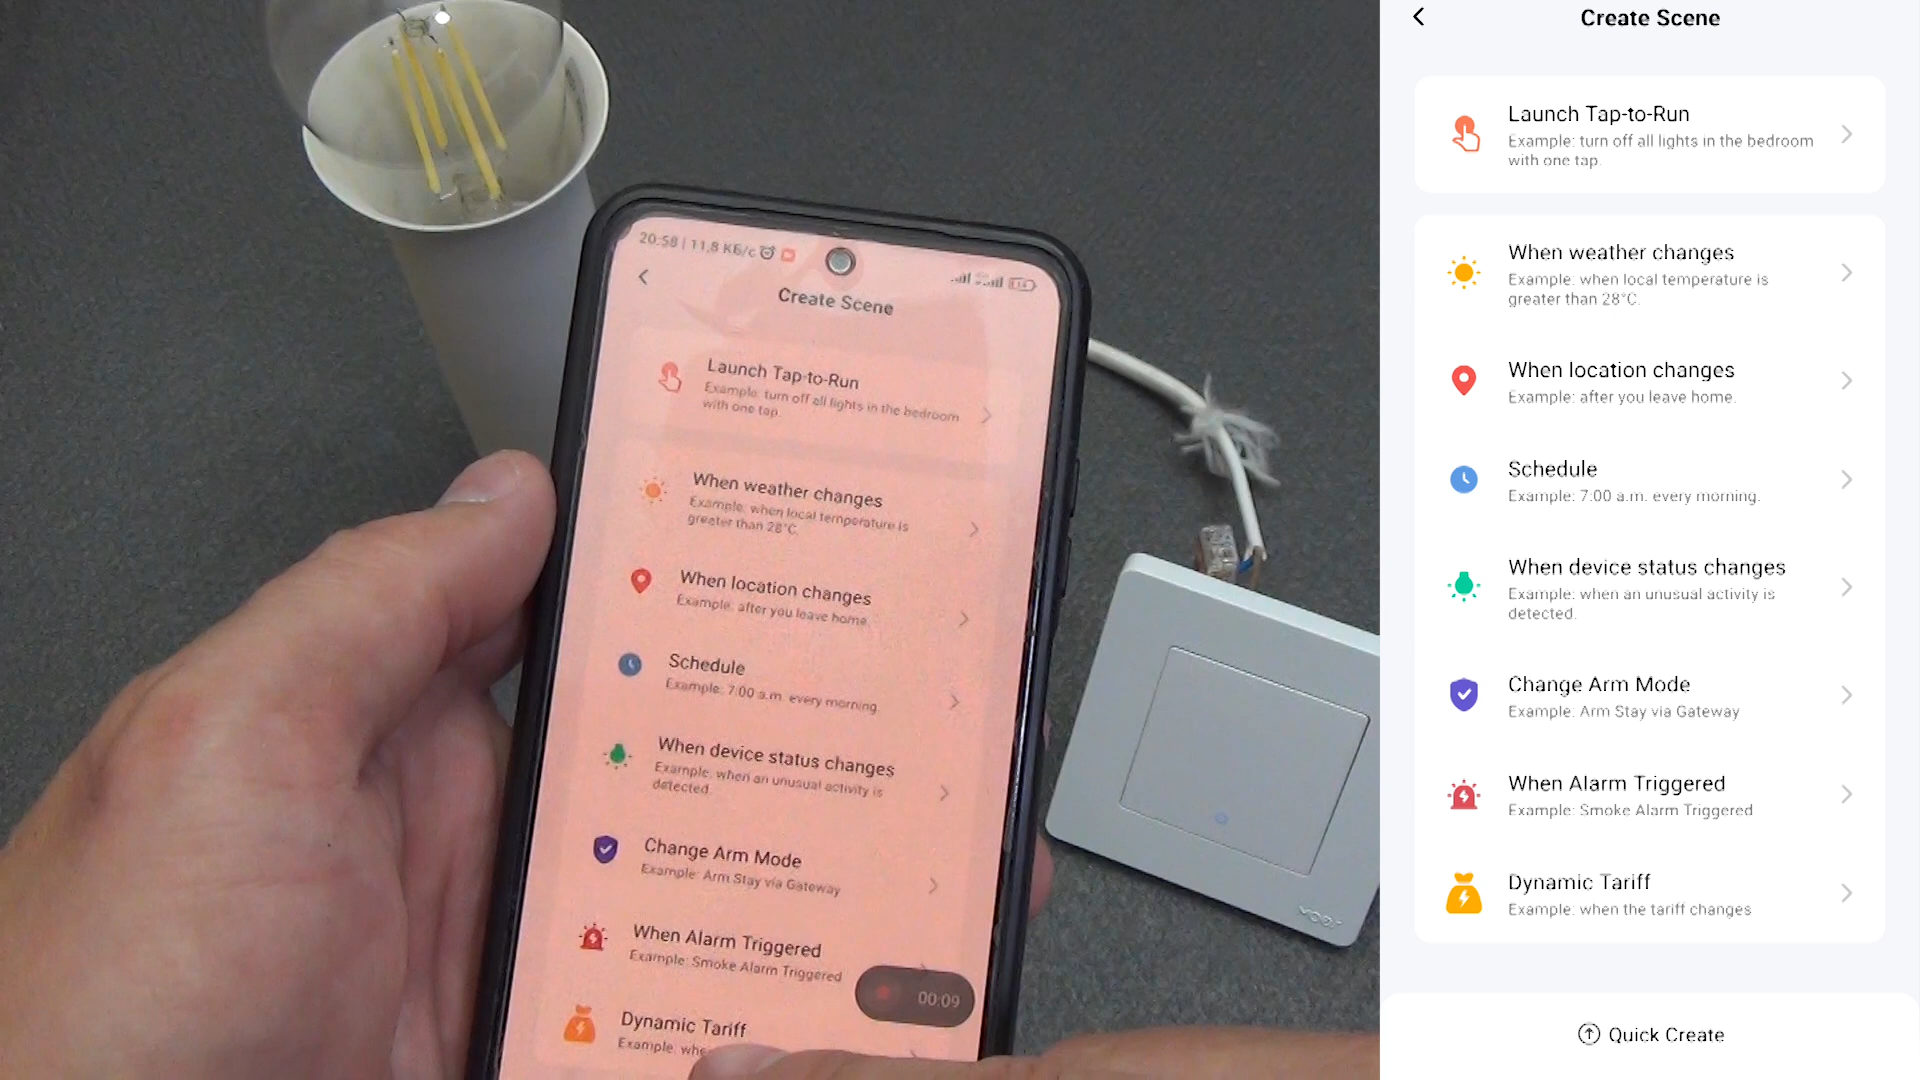 20:58 | 11,8 КБ/с
Create Scene
Launch Tap-to-Run
Example: turn off all lights in the bedroom
with one tap.
When weather changes
Example: when local temperature is
greater than 28°C.
When location changes
Example: after you leave home.
Schedule
Example: 7:00 a.m. every morning.
When device status changes
Example: when an unusual activity is
detected.
Change Arm Mode
Example: Arm Stay via Gateway
When Alarm Triggered
Example: Smoke Alarm Triggered
00:09
Dynamic Tariff
Example: whe
Create Scene
Launch Tap-to-Run
Example: turn off all lights in the bedroom
with one tap.
When weather changes
Example: when local temperature is
greater than 28°C.
When location changes
Example: after you leave home.
Schedule
Example: 7:00 a.m. every morning.
When device status changes
Example: when an unusual activity is
detected.
Change Arm Mode
Example: Arm Stay via Gateway
When Alarm Triggered
Example: Smoke Alarm Triggered
Dynamic Tariff
Example: when the tariff changes
Quick Create